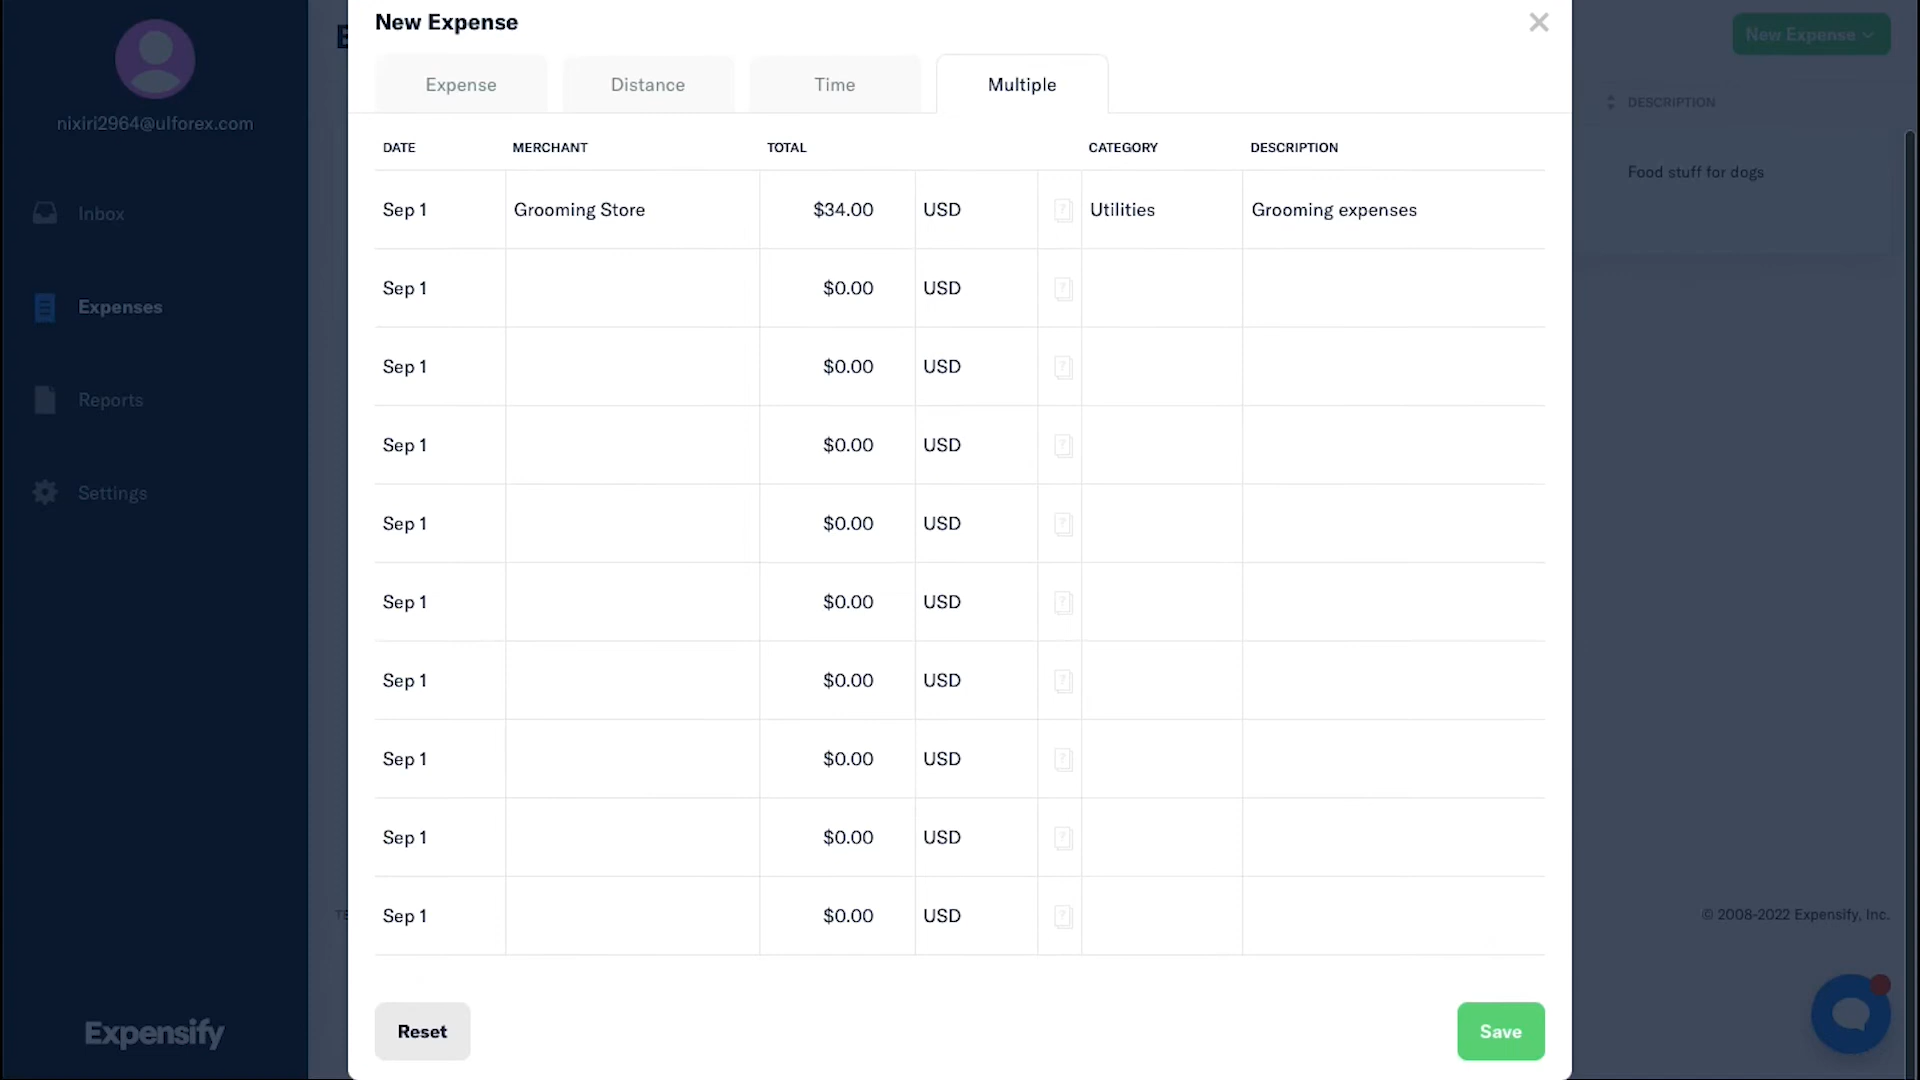 New Expense
Expense
Distance
Time
Multiple
DATE MERCHANT TOTAL CATEGORY DESCRIPTION
Sep 1 Grooming Store $34.00 USD Utilities Grooming expenses
Sep 1 $0.00 USD
Sep 1 $0.00 USD
Sep 1 $0.00 USD
Sep 1 $0.00 USD
Sep 1 $0.00 USD
Sep 1 $0.00 USD
Sep 1 $0.00 USD
Sep 1 $0.00 USD
Sep 1 $0.00 USD
Reset
Save
nixiri2964@ulforex.com
Inbox
Expenses
Reports
Settings
Expensify
New Expense
DESCRIPTION
Food stuff for dogs
© 2008-2022 Expensify, Inc.